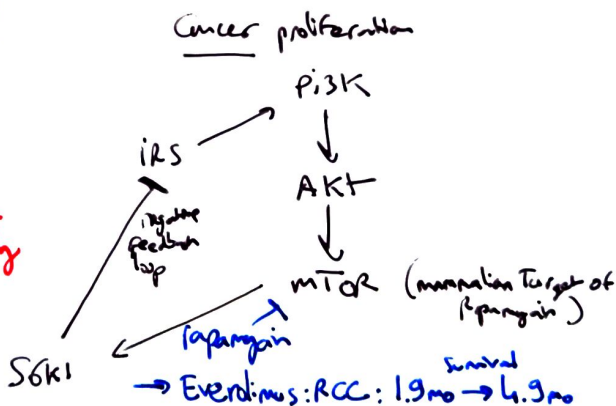 Cancer proliferation
Pi3K
iRS
AKt
negative
feedback
loop
mTOR (mammalian Target of
Rapamycin)
rapamycin
S6K1
survival
→ Everolimus: RCC: 1.9mo → 4.9mo